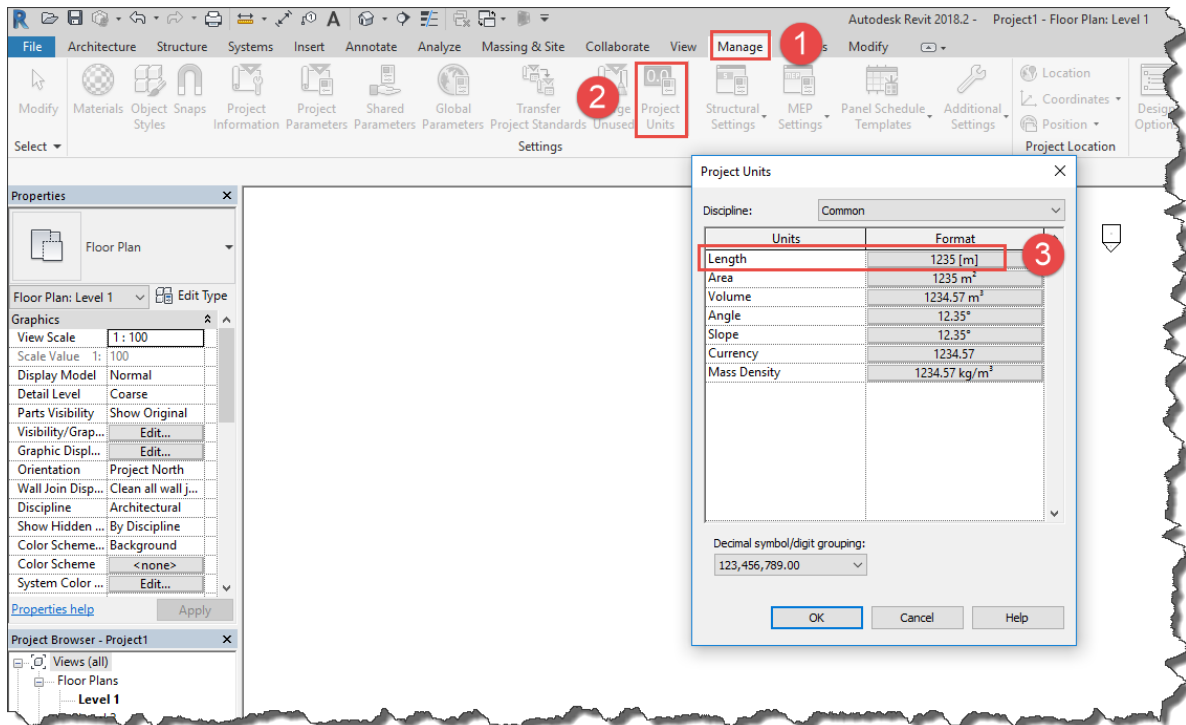 Autodesk Revit 2018.2 - Project1 - Floor Plan: Level 1
File Architecture Structure Systems Insert Annotate Analyze Massing & Site Collaborate View Manage Modify
1
2
Modify Materials Object Styles Snaps Project Information Project Parameters Shared Parameters Global Parameters Transfer Project Standards Unused Project Units Structural Settings MEP Settings Panel Schedule Templates Additional Settings
Location
Coordinates
Position
Design
Select Settings Project Location
Properties
Floor Plan
Floor Plan: Level 1 Edit Type
Graphics
View Scale 1 : 100
Scale Value 1: 100
Display Model Normal
Detail Level Coarse
Parts Visibility Show Original
Visibility/Grap... Edit...
Graphic Displ... Edit...
Orientation Project North
Wall Join Disp... Clean all wall j...
Discipline Architectural
Show Hidden ... By Discipline
Color Scheme... Background
Color Scheme <none>
System Color ... Edit...
Properties help Apply
Project Browser - Project1
Views (all)
Floor Plans
Level 1
Project Units
Discipline: Common
Units Format
3
Length 1235 [m]
Area 1235 m²
Volume 1234.57 m³
Angle 12.35°
Slope 12.35°
Currency 1234.57
Mass Density 1234.57 kg/m³
Decimal symbol/digit grouping:
123,456,789.00
OK Cancel Help